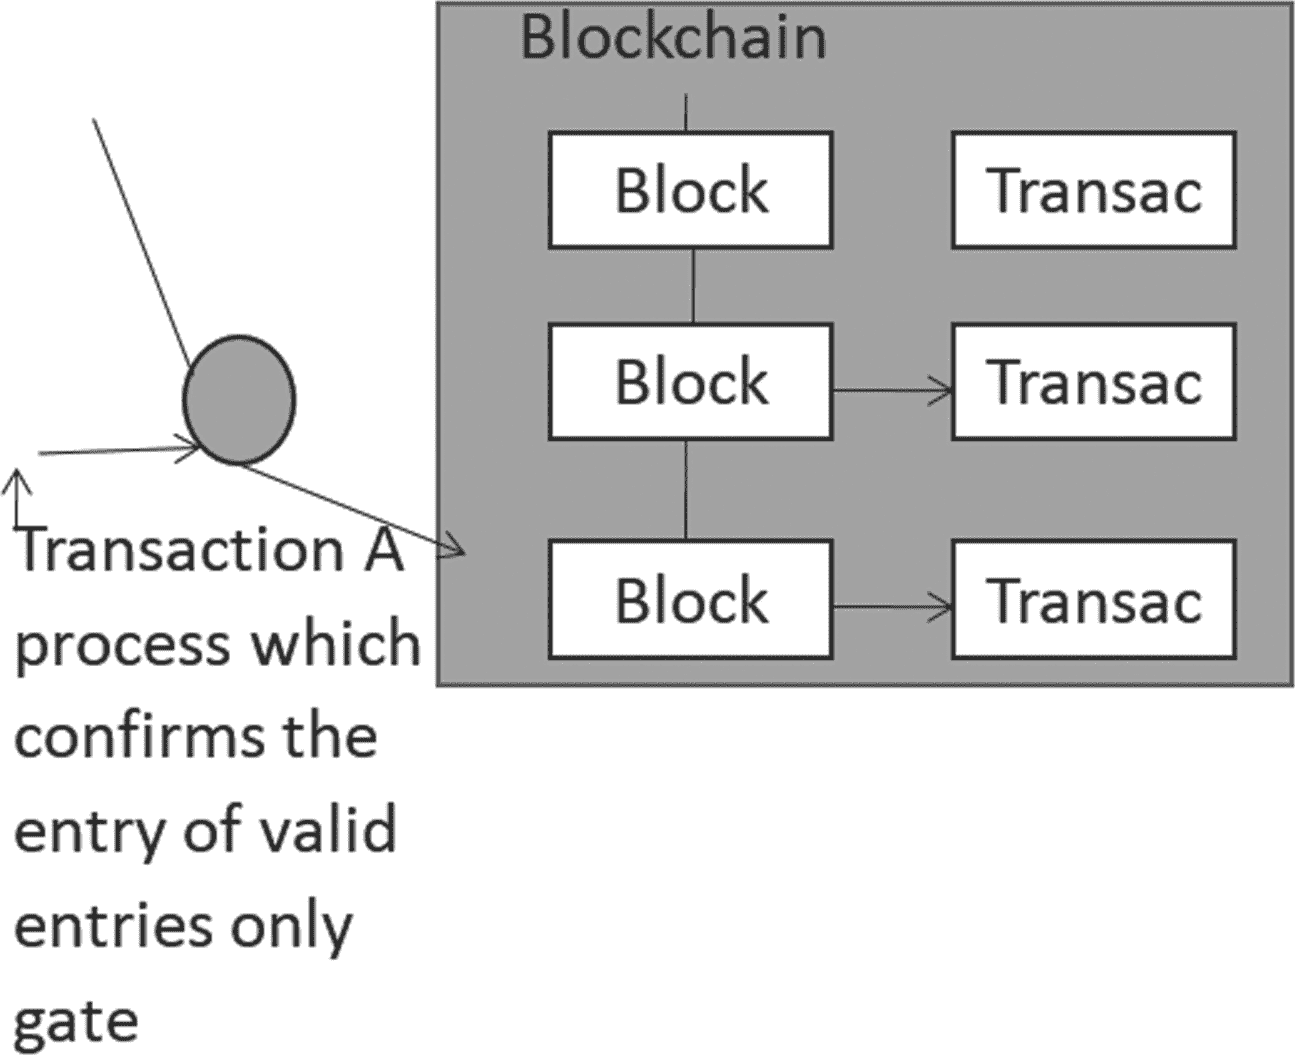 Blockchain
Block
Transac
Block
Transac
Block
Transac
Transaction A
process which
confirms the
entry of valid
entries only
gate